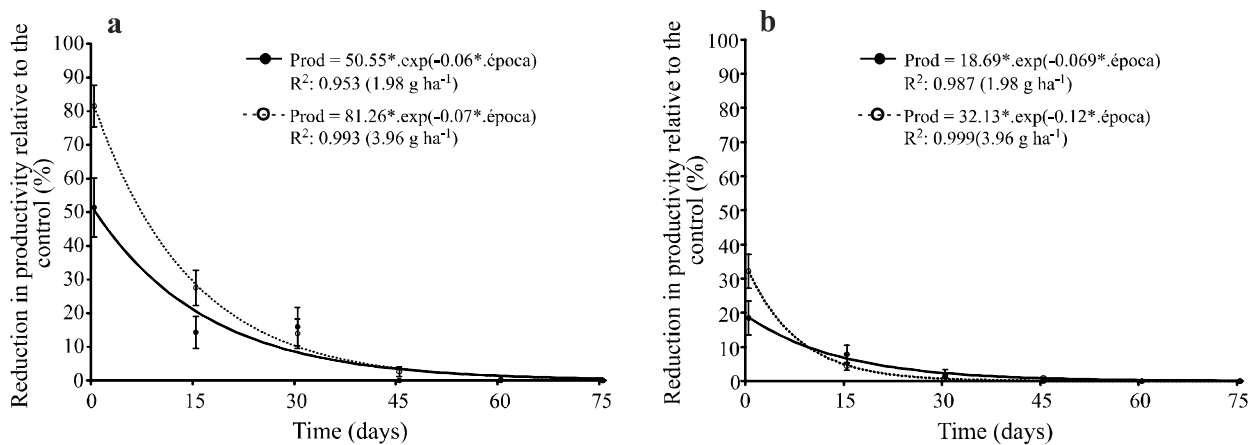 a
Reduction in productivity relative to the
control (%)
100
90
80
70
60
50
40
30
20
10
0
Prod = 50.55*.exp(-0.06*.época)
R²: 0.953 (1.98 g ha⁻¹)
Prod = 81.26*.exp(-0.07*.época)
R²: 0.993 (3.96 g ha⁻¹)
0 15 30 45 60 75
Time (days)
b
Reduction in productivity relative to the
control (%)
100
90
80
70
60
50
40
30
20
10
0
Prod = 18.69*.exp(-0.069*.época)
R²: 0.987 (1.98 g ha⁻¹)
Prod = 32.13*.exp(-0.12*.época)
R²: 0.999(3.96 g ha⁻¹)
0 15 30 45 60 75
Time (days)